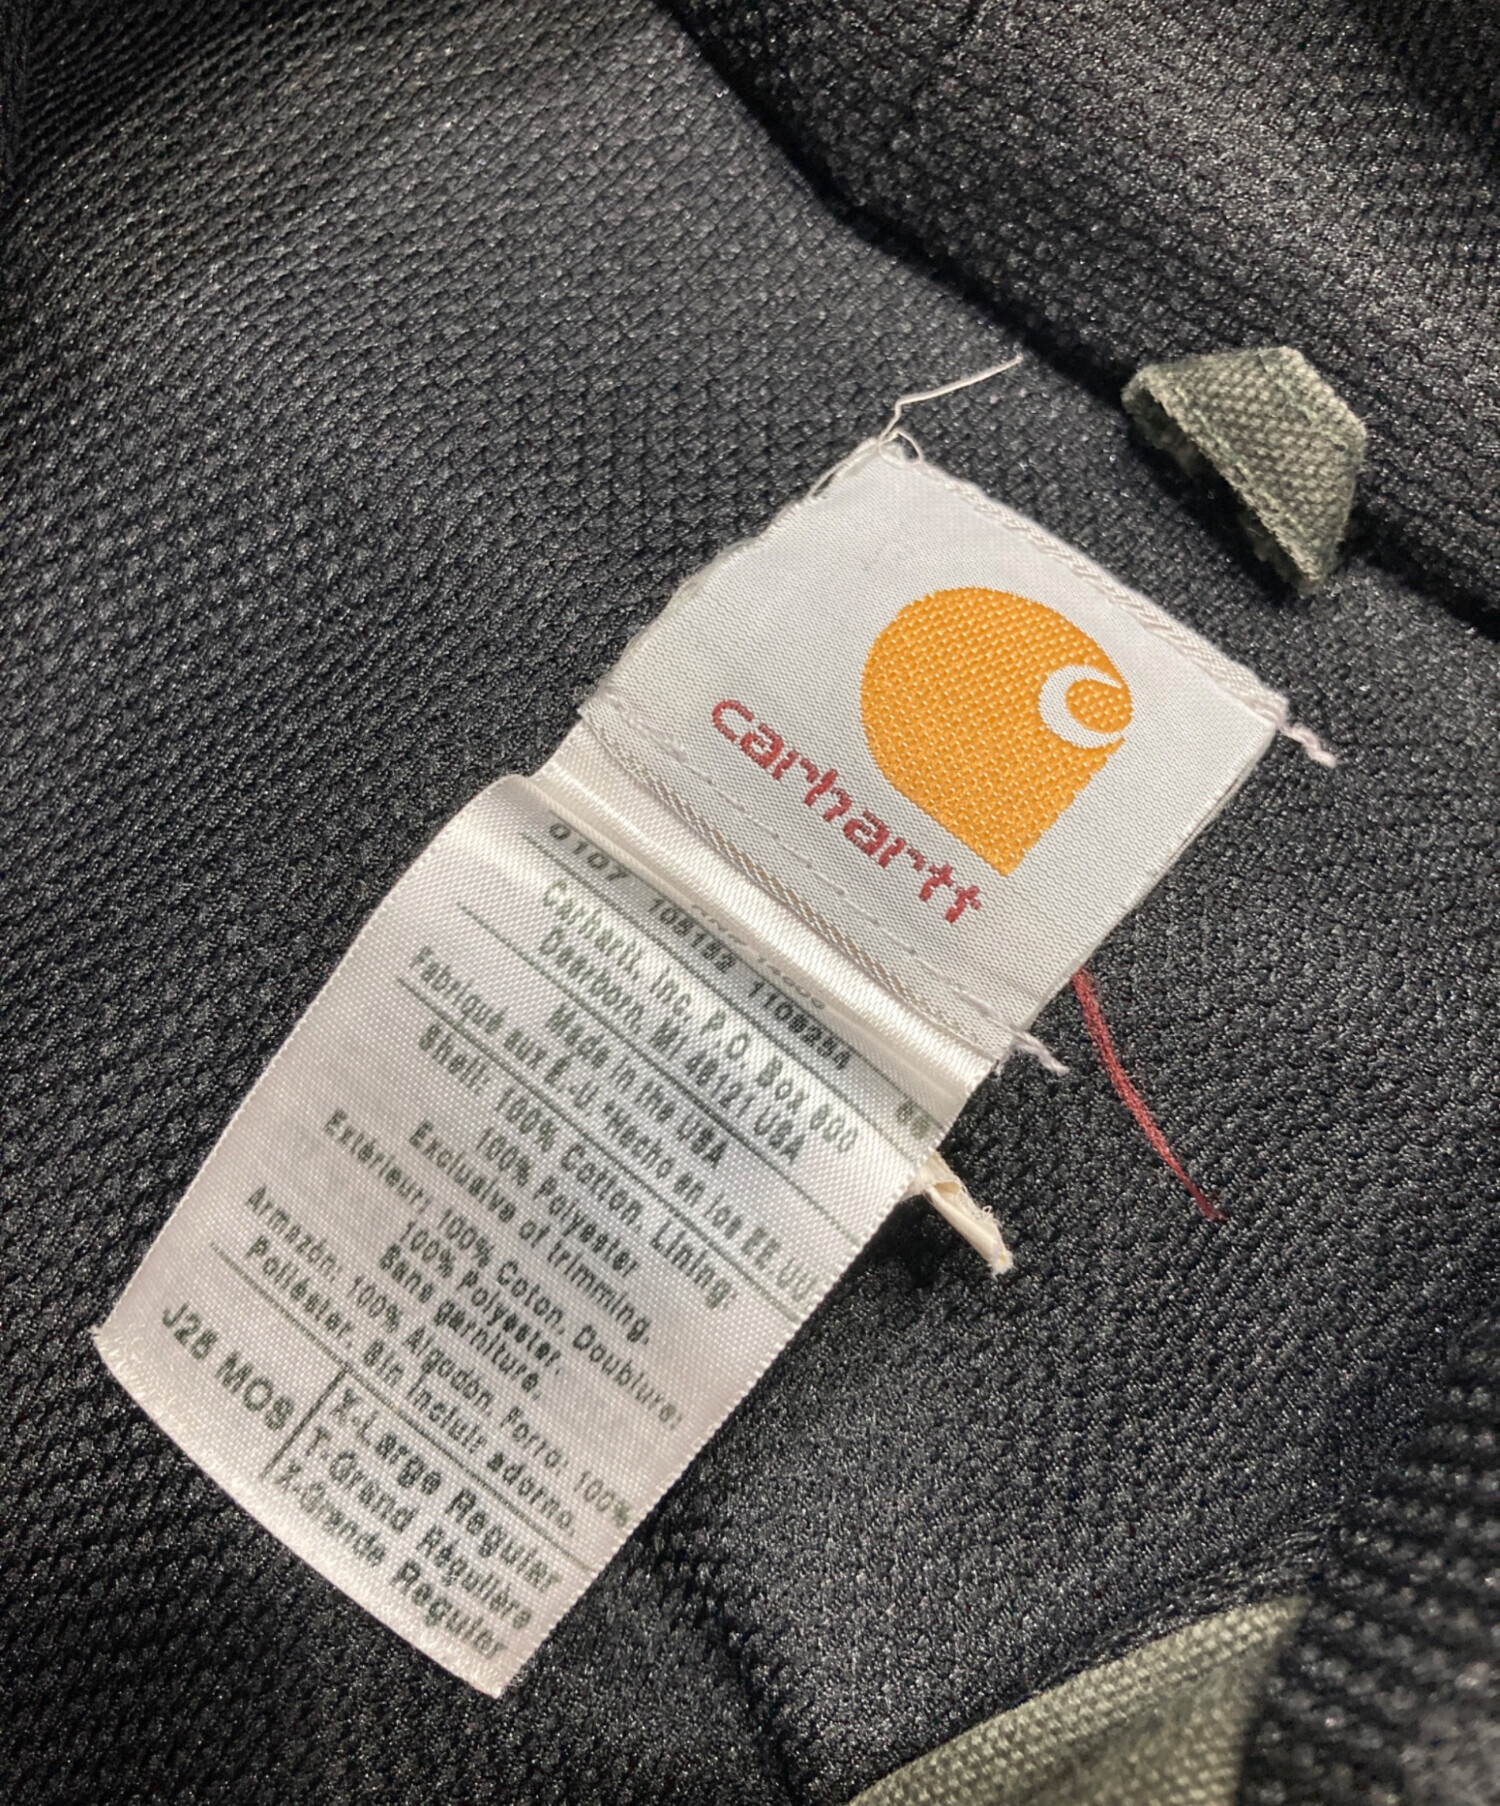 carhartt
0107
Carhartt, Inc. P.O. Box 600
Dearborn, MI 48121 USA
Made in the USA
Fabriqué aux É.-U. *Hecho en los EE.UU.
Shell: 100% Cotton. Lining:
100% Polyester
Exclusive of trimming.
Extérieur: 100% Coton. Doublure:
100% Polyester.
Sans garniture.
Armazón: 100% Algodon. Forro: 100%
Poliéster. Sin incluir adorno.
J25 MOS
X-Large Regular
T-Grand Régulière
X-Grande Regular